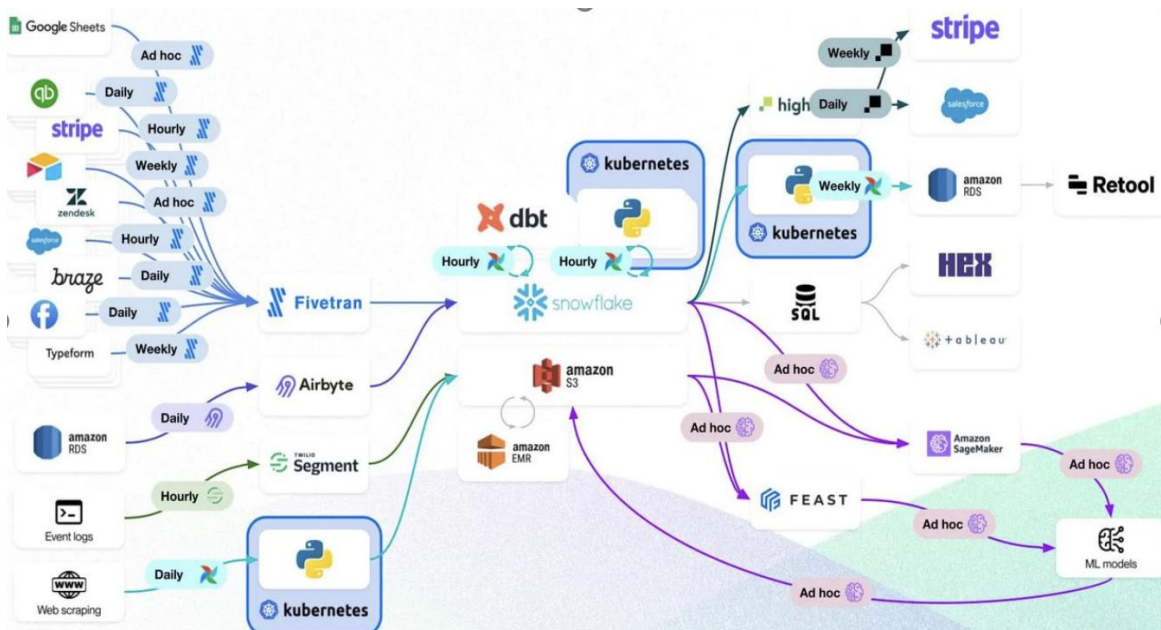 Google Sheets
Ad hoc
qb
Daily
stripe
Hourly
Weekly
zendesk
Ad hoc
salesforce
Hourly
braze
Daily
Daily
Typeform
Weekly
amazon
RDS
Daily
Event logs
Hourly
WWW
Web scraping
Daily
Fivetran
Airbyte
TWILIO
Segment
kubernetes
dbt
kubernetes
Hourly
Hourly
snowflake
amazon
S3
amazon
EMR
high
Weekly
Daily
stripe
salesforce
Weekly
kubernetes
amazon
RDS
Retool
SQL
HEX
+ableau
Ad hoc
Ad hoc
Amazon
SageMaker
FEAST
Ad hoc
Ad hoc
ML models
Ad hoc